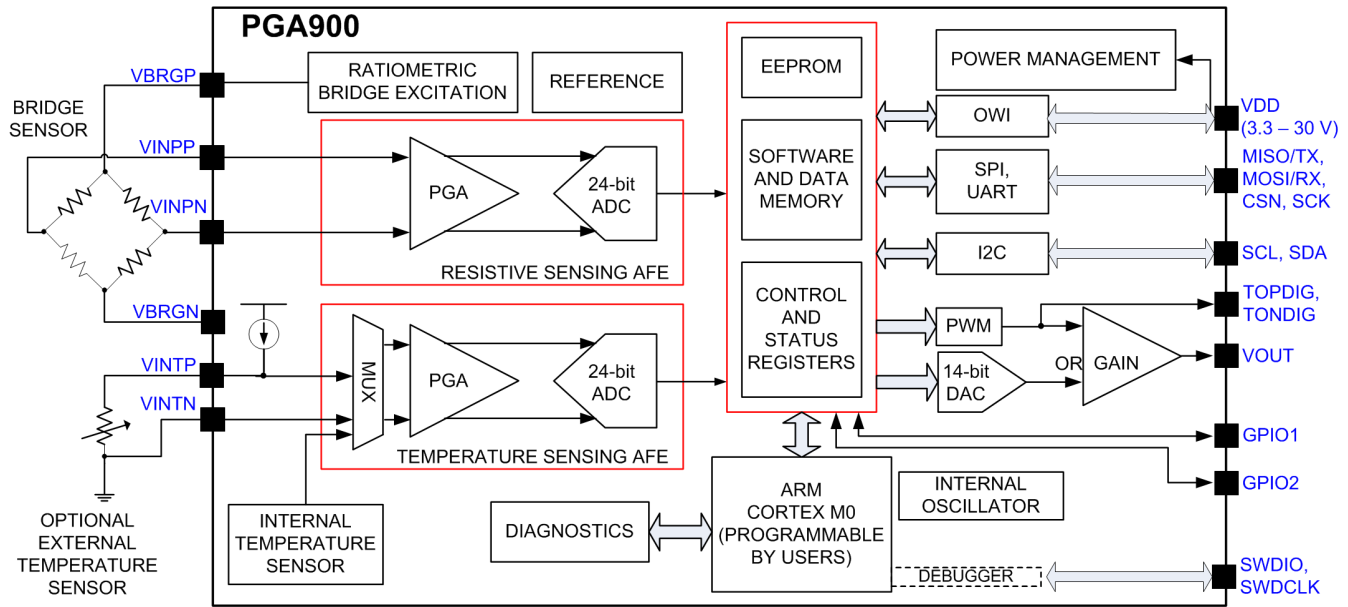 PGA900
VBRGP
BRIDGE
SENSOR
VINPP
VINPN
VBRGN
VINTP
VINTN
OPTIONAL
EXTERNAL
TEMPERATURE
SENSOR
RATIOMETRIC
BRIDGE EXCITATION
REFERENCE
PGA
24-bit
ADC
RESISTIVE SENSING AFE
MUX
PGA
24-bit
ADC
TEMPERATURE SENSING AFE
INTERNAL
TEMPERATURE
SENSOR
EEPROM
SOFTWARE
AND DATA
MEMORY
CONTROL
AND
STATUS
REGISTERS
DIAGNOSTICS
ARM
CORTEX M0
(PROGRAMMABLE
BY USERS)
INTERNAL
OSCILLATOR
DEBUGGER
POWER MANAGEMENT
OWI
SPI,
UART
I2C
PWM
14-bit
DAC
OR
GAIN
VDD
(3.3 – 30 V)
MISO/TX,
MOSI/RX,
CSN, SCK
SCL, SDA
TOPDIG,
TONDIG
VOUT
GPIO1
GPIO2
SWDIO,
SWDCLK